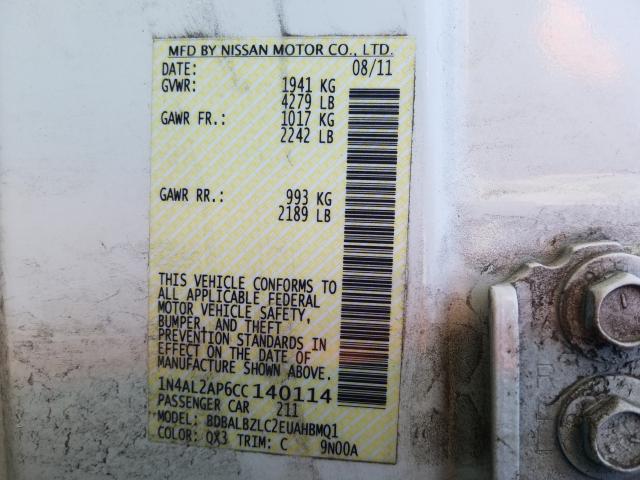 MFD BY NISSAN MOTOR CO., LTD.
DATE: 08/11
GVWR: 1941 KG
4279 LB
GAWR FR.: 1017 KG
2242 LB
GAWR RR.: 993 KG
2189 LB
THIS VEHICLE CONFORMS TO
ALL APPLICABLE FEDERAL
MOTOR VEHICLE SAFETY,
BUMPER, AND THEFT
PREVENTION STANDARDS IN
EFFECT ON THE DATE OF
MANUFACTURE SHOWN ABOVE.
1N4AL2AP6CC140114
PASSENGER CAR 211
MODEL: BDBALBZLC2EUAHBMQ1
COLOR: QX3 TRIM: C 9N00A